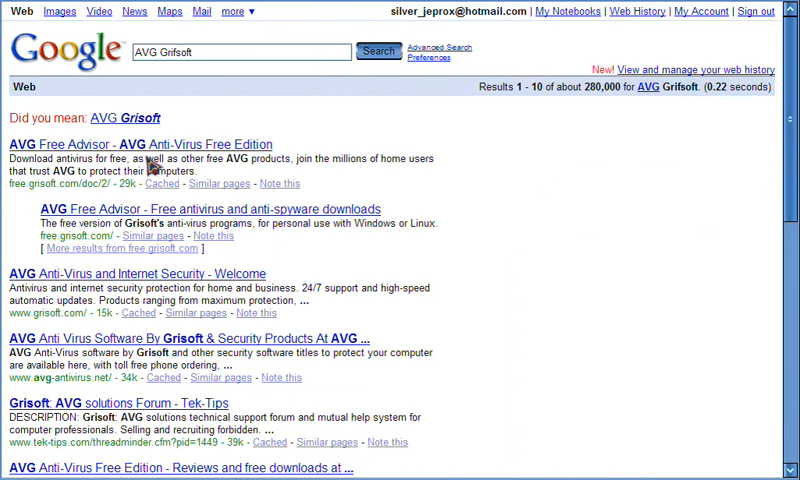 Web Images Video News Maps Mail more ▼ silver_jeprox@hotmail.com | My Notebooks | Web History | My Account | Sign out
Google™ AVG Grifsoft Search Advanced Search
Preferences
New! View and manage your web history
Web Results 1 - 10 of about 280,000 for AVG Grifsoft. (0.22 seconds)
Did you mean: AVG Grisoft
AVG Free Advisor - AVG Anti-Virus Free Edition
Download antivirus for free, as well as other free AVG products, join the millions of home users
that trust AVG to protect their computers.
free.grisoft.com/doc/2/ - 29k - Cached - Similar pages - Note this
AVG Free Advisor - Free antivirus and anti-spyware downloads
The free version of Grisoft's anti-virus programs, for personal use with Windows or Linux.
free.grisoft.com/ - Similar pages - Note this
[ More results from free.grisoft.com ]
AVG Anti-Virus and Internet Security - Welcome
Antivirus and internet security protection for home and business. 24/7 support and high-speed
automatic updates. Products ranging from maximum protection, ...
www.grisoft.com/ - 15k - Cached - Similar pages - Note this
AVG Anti Virus Software By Grisoft & Security Products At AVG ...
AVG Anti-Virus software by Grisoft and other security software titles to protect your computer
are available here, with toll free phone ordering, ...
www.avg-antivirus.net/ - 34k - Cached - Similar pages - Note this
Grisoft: AVG solutions Forum - Tek-Tips
DESCRIPTION: Grisoft: AVG solutions technical support forum and mutual help system for
computer professionals. Selling and recruiting forbidden. ...
www.tek-tips.com/threadminder.cfm?pid=1449 - 39k - Cached - Similar pages - Note this
AVG Anti-Virus Free Edition - Reviews and free downloads at ...